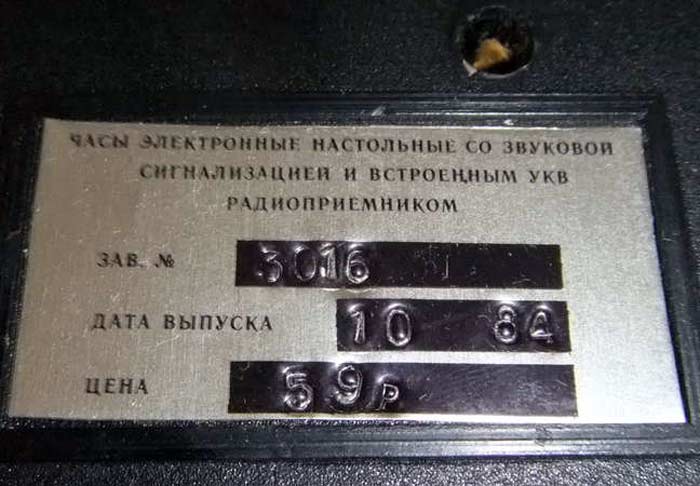 ЧАСЫ ЭЛЕКТРОННЫЕ НАСТОЛЬНЫЕ СО ЗВУКОВОЙ
СИГНАЛИЗАЦИЕЙ И ВСТРОЕННЫМ УКВ
РАДИОПРИЕМНИКОМ
ЗАВ. № 3016
ДАТА ВЫПУСКА 10 84
ЦЕНА 59р